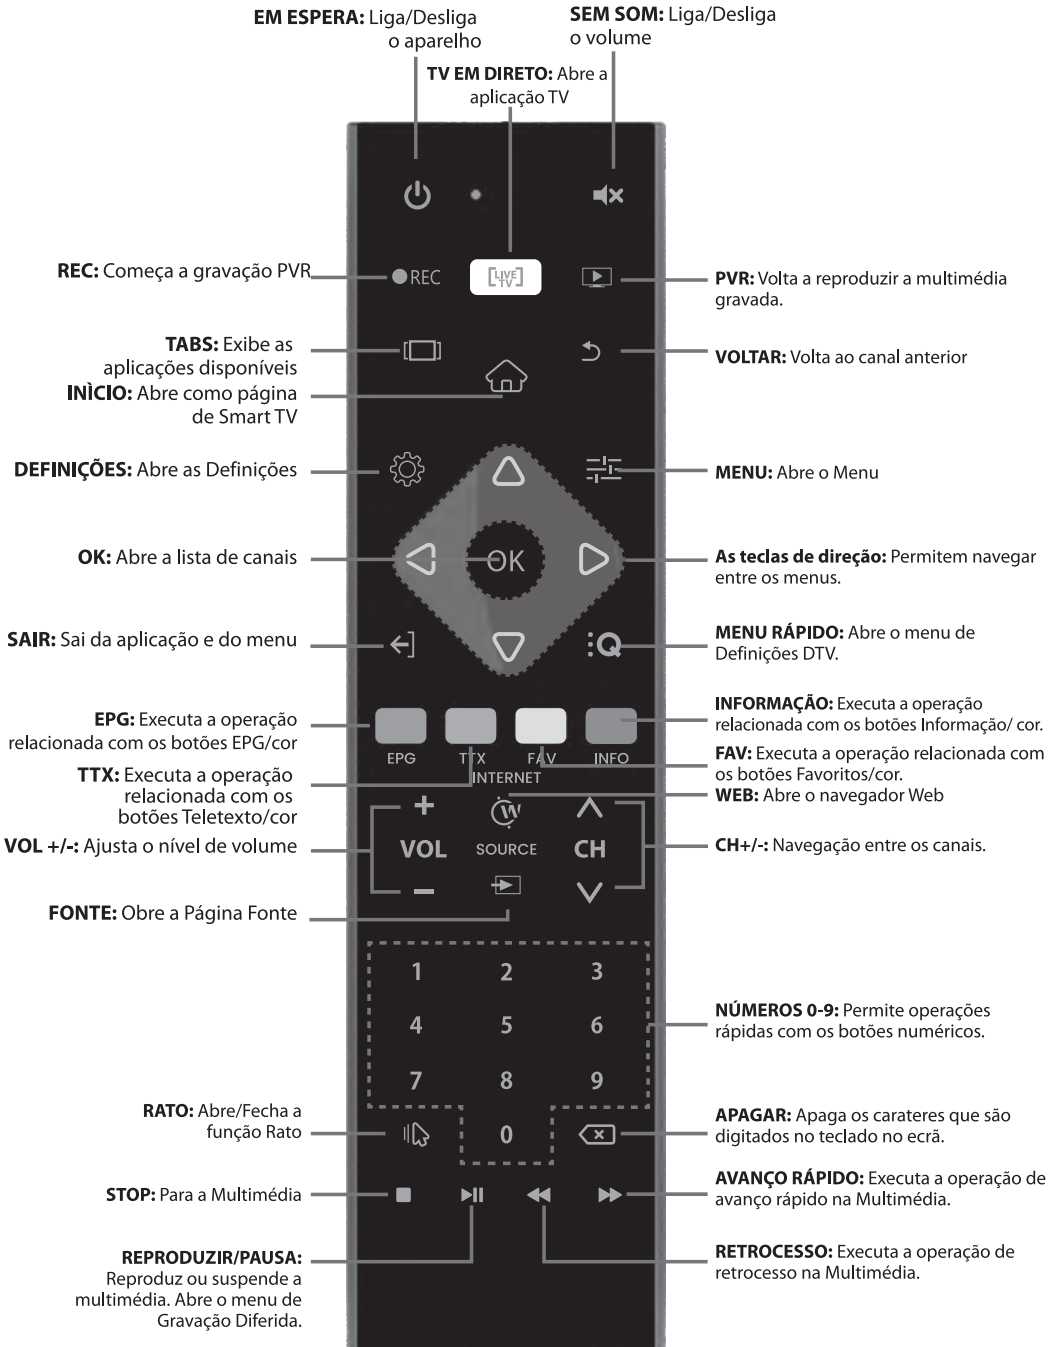 EM ESPERA: Liga/Desliga
o aparelho
SEM SOM: Liga/Desliga
o volume
TV EM DIRETO: Abre a
aplicação TV
REC: Começa a gravação PVR
REC
[LIVE TV]
PVR: Volta a reproduzir a multimédia
gravada.
TABS: Exibe as
aplicações disponíveis
VOLTAR: Volta ao canal anterior
INÌCIO: Abre como página
de Smart TV
DEFINIÇÕES: Abre as Definições
MENU: Abre o Menu
OK: Abre a lista de canais
OK
As teclas de direção: Permitem navegar
entre os menus.
SAIR: Sai da aplicação e do menu
Q
MENU RÁPIDO: Abre o menu de
Definições DTV.
EPG: Executa a operação
relacionada com os botões EPG/cor
INFORMAÇÃO: Executa a operação
relacionada com os botões Informação/ cor.
EPG TTX FAV INFO
INTERNET
TTX: Executa a operação
relacionada com os
botões Teletexto/cor
FAV: Executa a operação relacionada com
os botões Favoritos/cor.
WEB: Abre o navegador Web
+ W
VOL +/-: Ajusta o nível de volume
VOL SOURCE CH
−
CH+/-: Navegação entre os canais.
FONTE: Obre a Página Fonte
1 2 3
4 5 6
7 8 9
0
NÚMEROS 0-9: Permite operações
rápidas com os botões numéricos.
RATO: Abre/Fecha a
função Rato
APAGAR: Apaga os carateres que são
digitados no teclado no ecrã.
STOP: Para a Multimédia
AVANÇO RÁPIDO: Executa a operação de
avanço rápido na Multimédia.
REPRODUZIR/PAUSA:
Reproduz ou suspende a
multimédia. Abre o menu de
Gravação Diferida.
RETROCESSO: Executa a operação de
retrocesso na Multimédia.